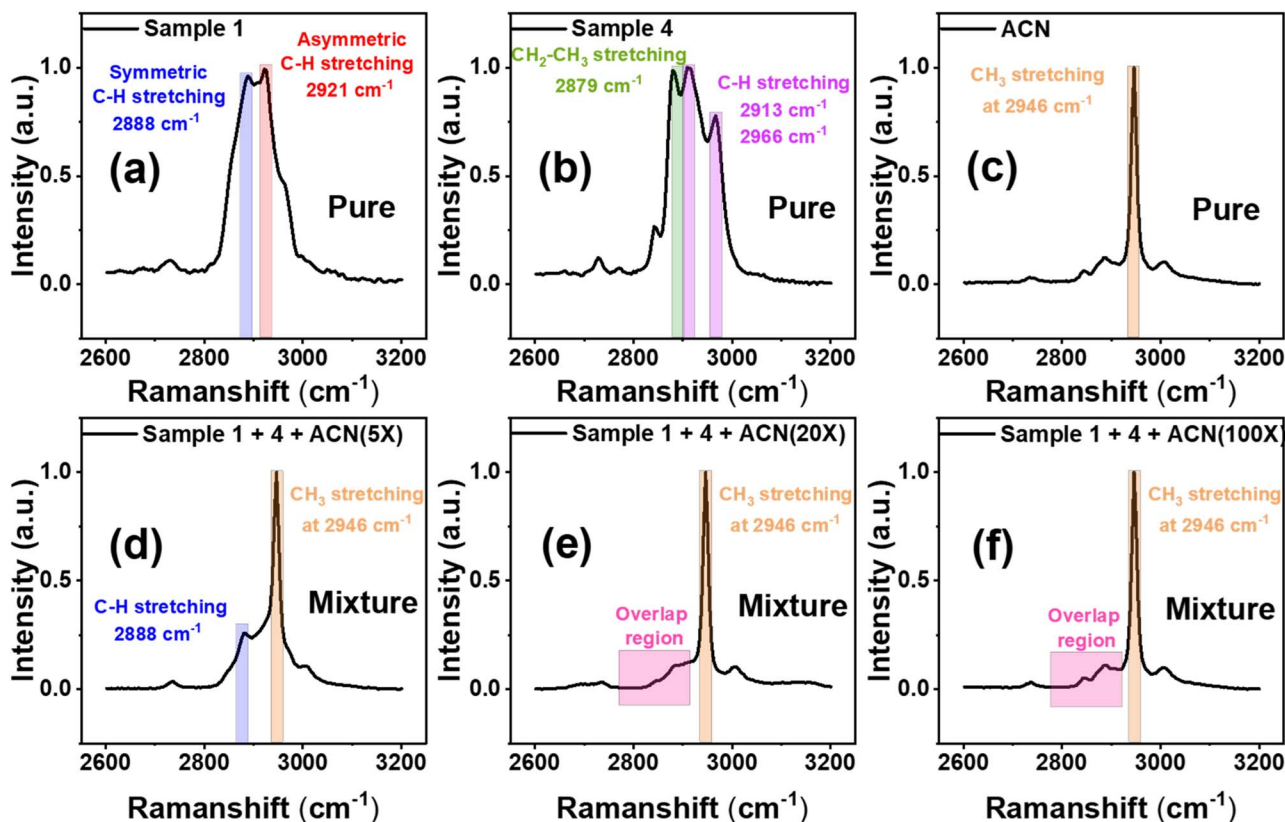 Sample 1
Asymmetric
C-H stretching
2921 cm⁻¹
Symmetric
C-H stretching
2888 cm⁻¹
(a)
Pure
Intensity (a.u.)
1.0
0.5
0.0
2600 2800 3000 3200
Ramanshift (cm⁻¹)
Sample 4
CH₂-CH₃ stretching
2879 cm⁻¹
C-H stretching
2913 cm⁻¹
2966 cm⁻¹
(b)
Pure
Intensity (a.u.)
1.0
0.5
0.0
2600 2800 3000 3200
Ramanshift (cm⁻¹)
ACN
CH₃ stretching
at 2946 cm⁻¹
(c)
Pure
Intensity (a.u.)
1.0
0.5
0.0
2600 2800 3000 3200
Ramanshift (cm⁻¹)
Sample 1 + 4 + ACN(5X)
CH₃ stretching
at 2946 cm⁻¹
(d)
Mixture
C-H stretching
2888 cm⁻¹
Intensity (a.u.)
1.0
0.5
0.0
2600 2800 3000 3200
Ramanshift (cm⁻¹)
Sample 1 + 4 + ACN(20X)
CH₃ stretching
at 2946 cm⁻¹
(e)
Mixture
Overlap
region
Intensity (a.u.)
1.0
0.5
0.0
2600 2800 3000 3200
Ramanshift (cm⁻¹)
Sample 1 + 4 + ACN(100X)
CH₃ stretching
at 2946 cm⁻¹
(f)
Mixture
Overlap
region
Intensity (a.u.)
1.0
0.5
0.0
2600 2800 3000 3200
Ramanshift (cm⁻¹)